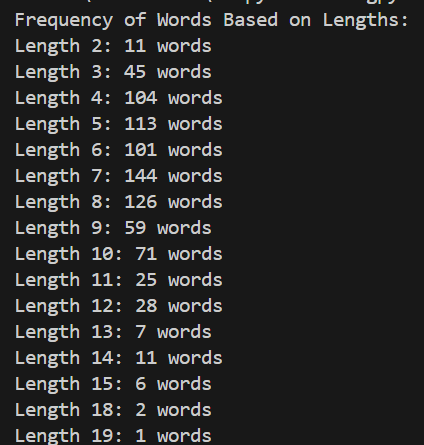 Frequency of Words Based on Lengths:
Length 2: 11 words
Length 3: 45 words
Length 4: 104 words
Length 5: 113 words
Length 6: 101 words
Length 7: 144 words
Length 8: 126 words
Length 9: 59 words
Length 10: 71 words
Length 11: 25 words
Length 12: 28 words
Length 13: 7 words
Length 14: 11 words
Length 15: 6 words
Length 18: 2 words
Length 19: 1 words